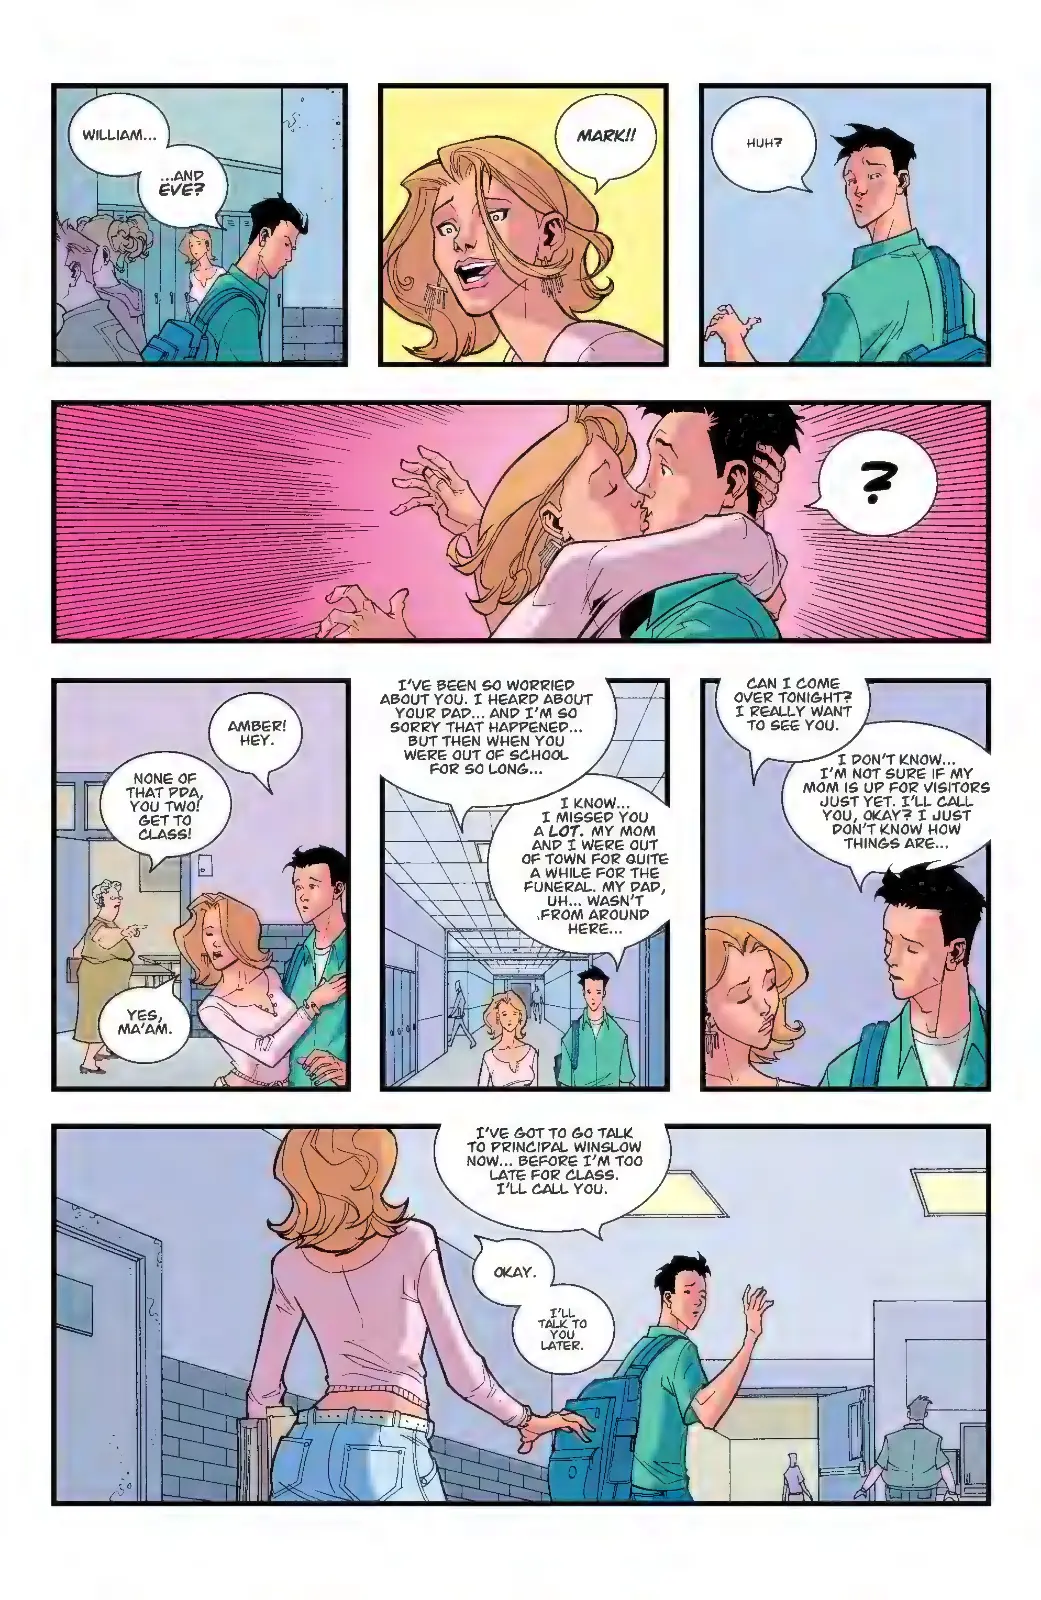 WILLIAM...
...AND
EVE?
MARK!!
HUH?
?
AMBER!
HEY.
NONE OF
THAT PDA,
YOU TWO!
GET TO
CLASS!
YES,
MA'AM.
I'VE BEEN SO WORRIED
ABOUT YOU. I HEARD ABOUT
YOUR DAD... AND I'M SO
SORRY THAT HAPPENED...
BUT THEN WHEN YOU
WERE OUT OF SCHOOL
FOR SO LONG...
I KNOW...
I MISSED YOU
A LOT. MY MOM
AND I WERE OUT
OF TOWN FOR QUITE
A WHILE FOR THE
FUNERAL. MY DAD,
UH... WASN'T
FROM AROUND
HERE...
CAN I COME
OVER TONIGHT?
I REALLY WANT
TO SEE YOU.
I DON'T KNOW...
I'M NOT SURE IF MY
MOM IS UP FOR VISITORS
JUST YET. I'LL CALL
YOU, OKAY? I JUST
DON'T KNOW HOW
THINGS ARE...
I'VE GOT TO GO TALK
TO PRINCIPAL WINSLOW
NOW... BEFORE I'M TOO
LATE FOR CLASS.
I'LL CALL YOU.
OKAY.
I'LL
TALK TO
YOU
LATER.